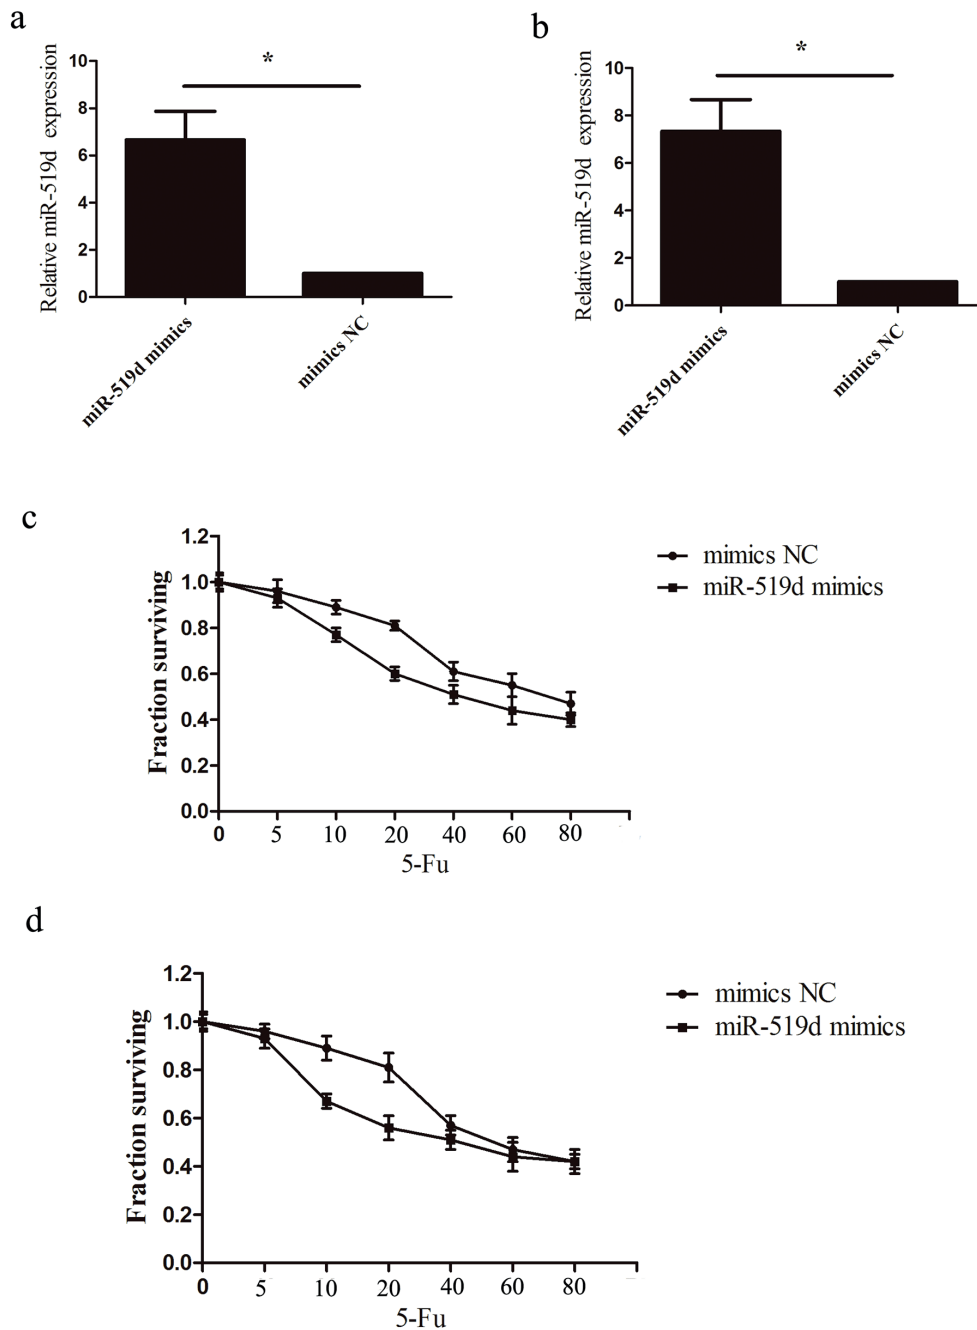 a
*
Relative miR-519d expression
10
8
6
4
2
0
miR-519d mimics
mimics NC
b
*
Relative miR-519d expression
10
8
6
4
2
0
miR-519d mimics
mimics NC
c
Fraction surviving
1.2
1.0
0.8
0.6
0.4
0.2
0.0
0 5 10 20 40 60 80
5-Fu
mimics NC
miR-519d mimics
d
Fraction surviving
1.2
1.0
0.8
0.6
0.4
0.2
0.0
0 5 10 20 40 60 80
5-Fu
mimics NC
miR-519d mimics